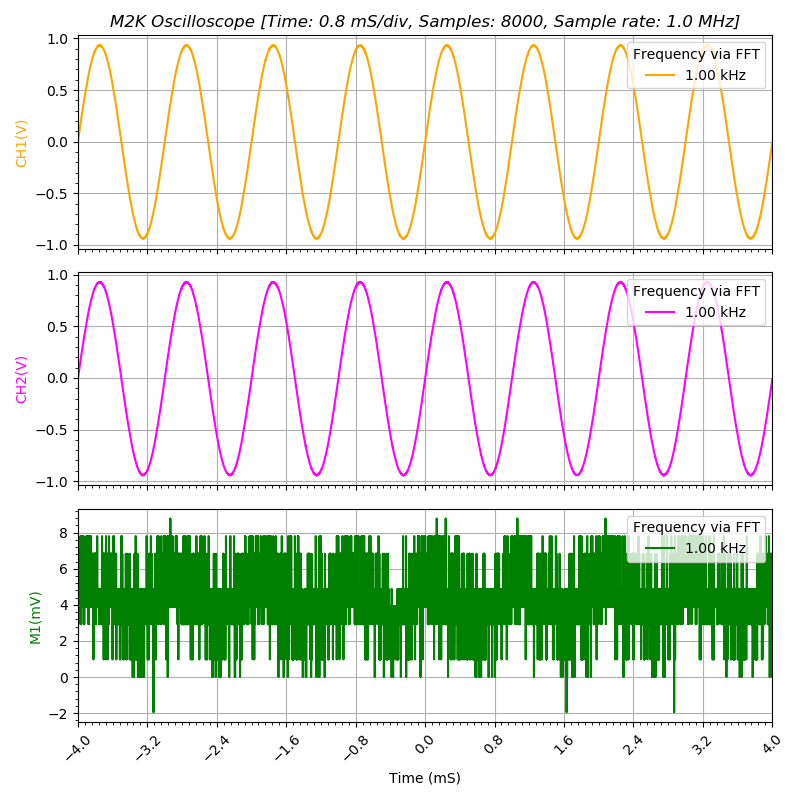 M2K Oscilloscope [Time: 0.8 mS/div, Samples: 8000, Sample rate: 1.0 MHz]
1.0
0.5
0.0
−0.5
−1.0
CH1(V)
Frequency via FFT
1.00 kHz
1.0
0.5
0.0
−0.5
−1.0
CH2(V)
Frequency via FFT
1.00 kHz
8
6
4
2
0
−2
M1(mV)
Frequency via FFT
1.00 kHz
−4.0 −3.2 −2.4 −1.6 −0.8 0.0 0.8 1.6 2.4 3.2 4.0
Time (mS)